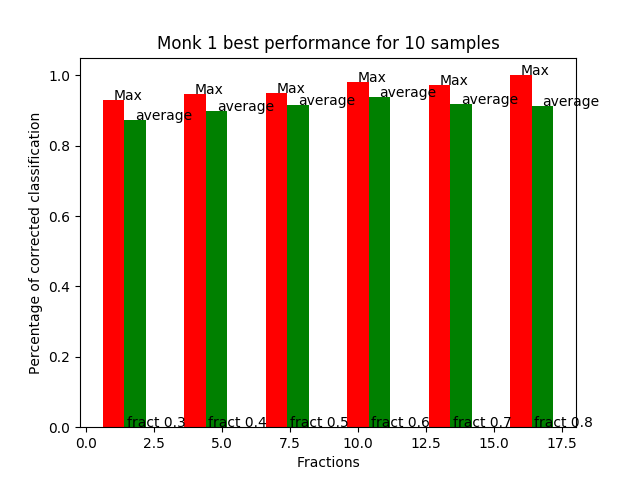 Monk 1 best performance for 10 samples
Percentage of corrected classification
1.0
0.8
0.6
0.4
0.2
0.0
Max
average
Max
average
Max
average
Max
average
Max
average
Max
average
fract 0.3
fract 0.4
fract 0.5
fract 0.6
fract 0.7
fract 0.8
0.0 2.5 5.0 7.5 10.0 12.5 15.0 17.5
Fractions